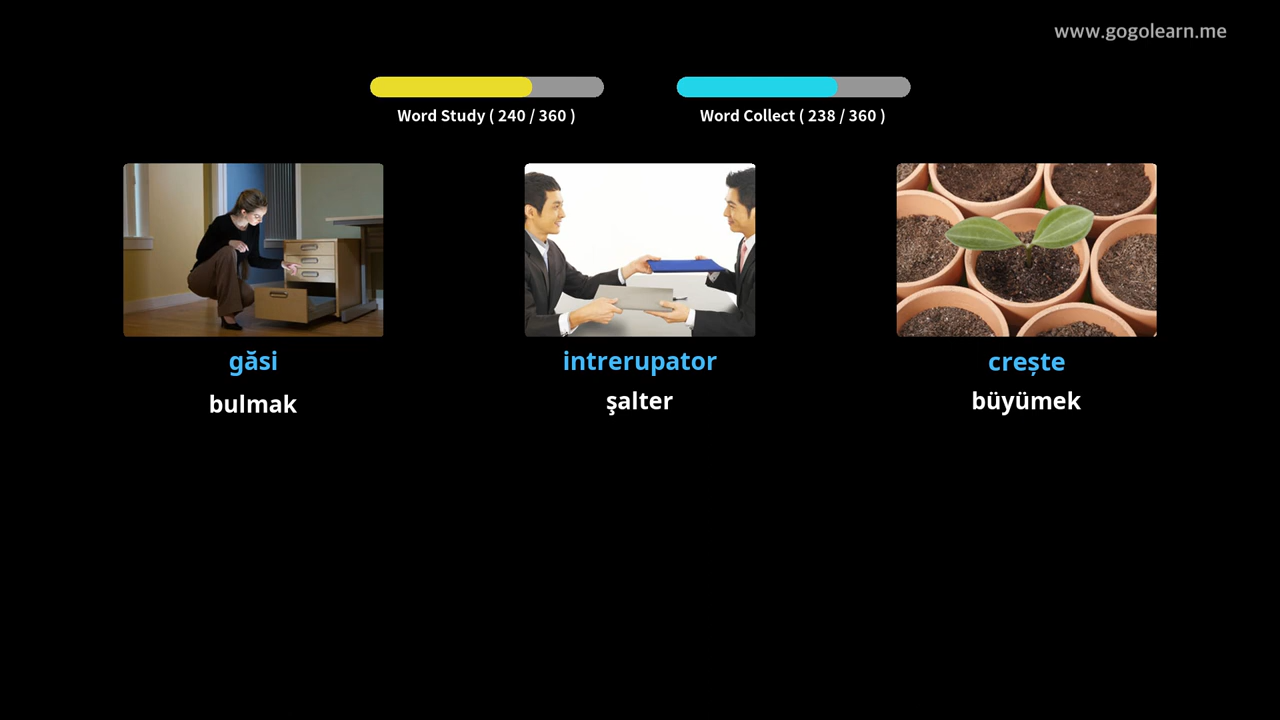 www.gogolearn.me
Word Study ( 240 / 360 )
Word Collect ( 238 / 360 )
găsi
intrerupator
crește
bulmak
şalter
büyümek